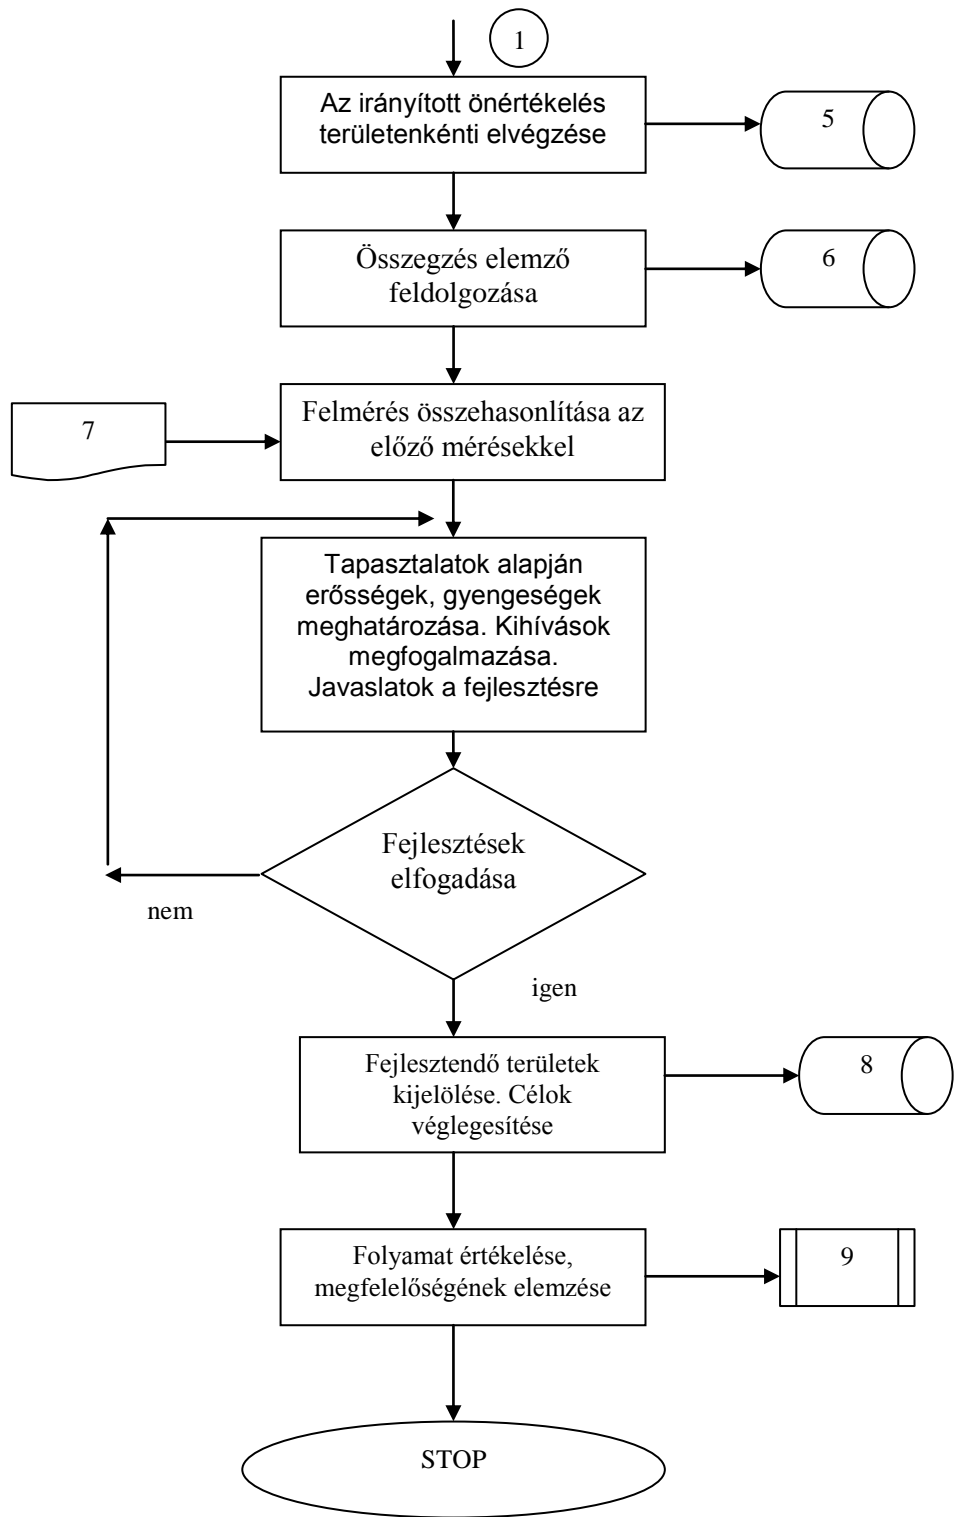 1
Az irányított önértékelés
területenkénti elvégzése
5
Összegzés elemző
feldolgozása
6
Felmérés összehasonlítása az
előző mérésekkel
7
Tapasztalatok alapján
erősségek, gyengeségek
meghatározása. Kihívások
megfogalmazása.
Javaslatok a fejlesztésre
Fejlesztések
elfogadása
nem
igen
Fejlesztendő területek
kijelölése. Célok
véglegesítése
8
Folyamat értékelése,
megfelelőségének elemzése
9
STOP